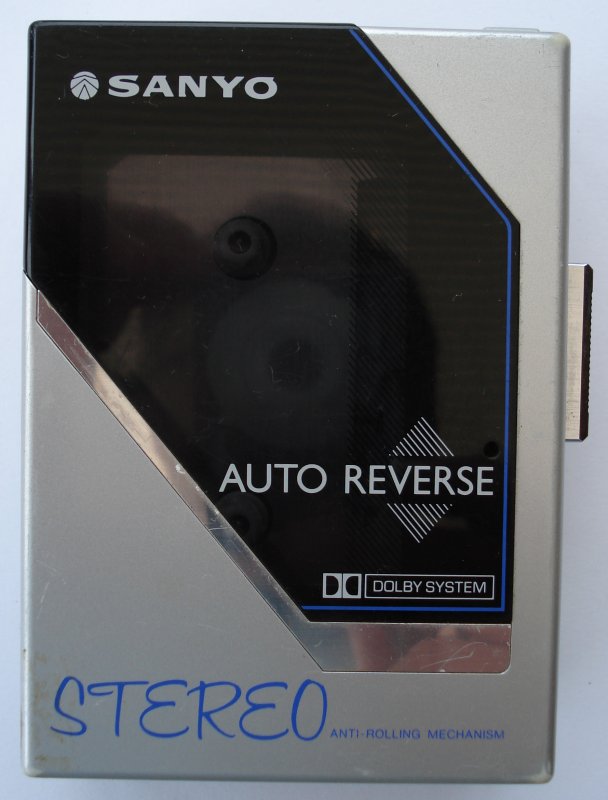 SANYO
AUTO REVERSE
DOLBY SYSTEM
STEREO
ANTI-ROLLING MECHANISM